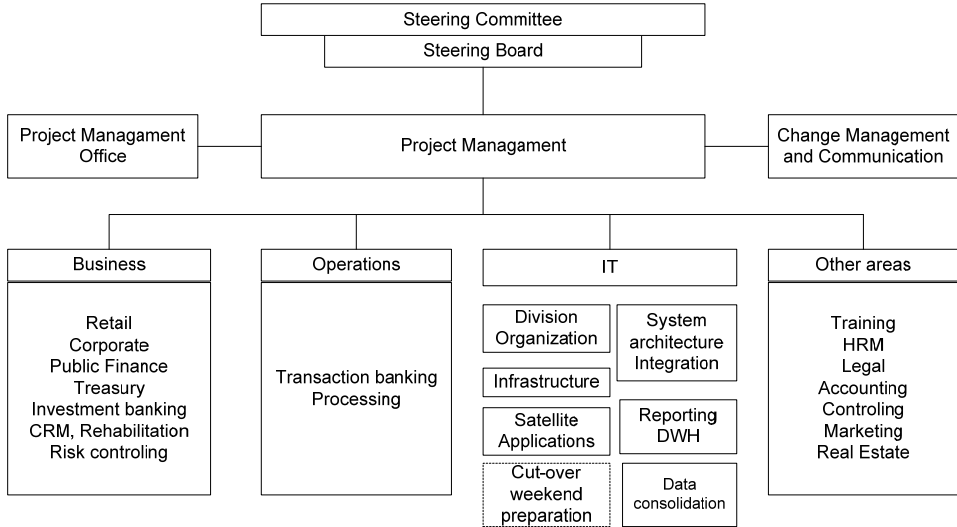 Steering Committee
Steering Board
Project Managament
Office
Project Managament
Change Management
and Communication
Business
Retail
Corporate
Public Finance
Treasury
Investment banking
CRM, Rehabilitation
Risk controling
Operations
Transaction banking
Processing
IT
Division
Organization
System
architecture
Integration
Infrastructure
Satellite
Applications
Reporting
DWH
Cut-over
weekend
preparation
Data
consolidation
Other areas
Training
HRM
Legal
Accounting
Controling
Marketing
Real Estate